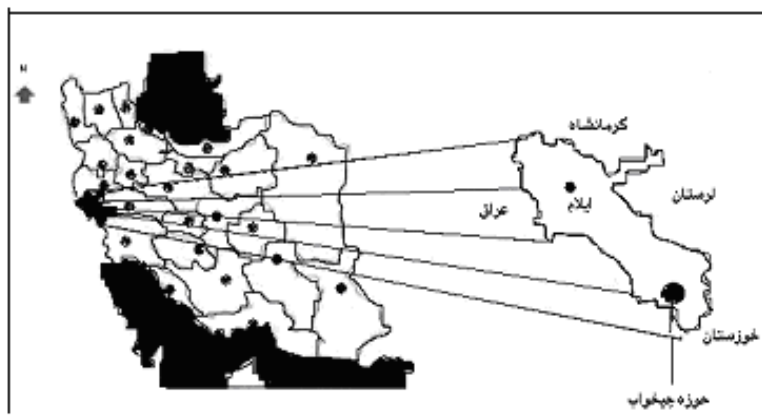 N
کرمانشاه
لرستان
ایلام
عراق
خوزستان
حوزه چیخواب